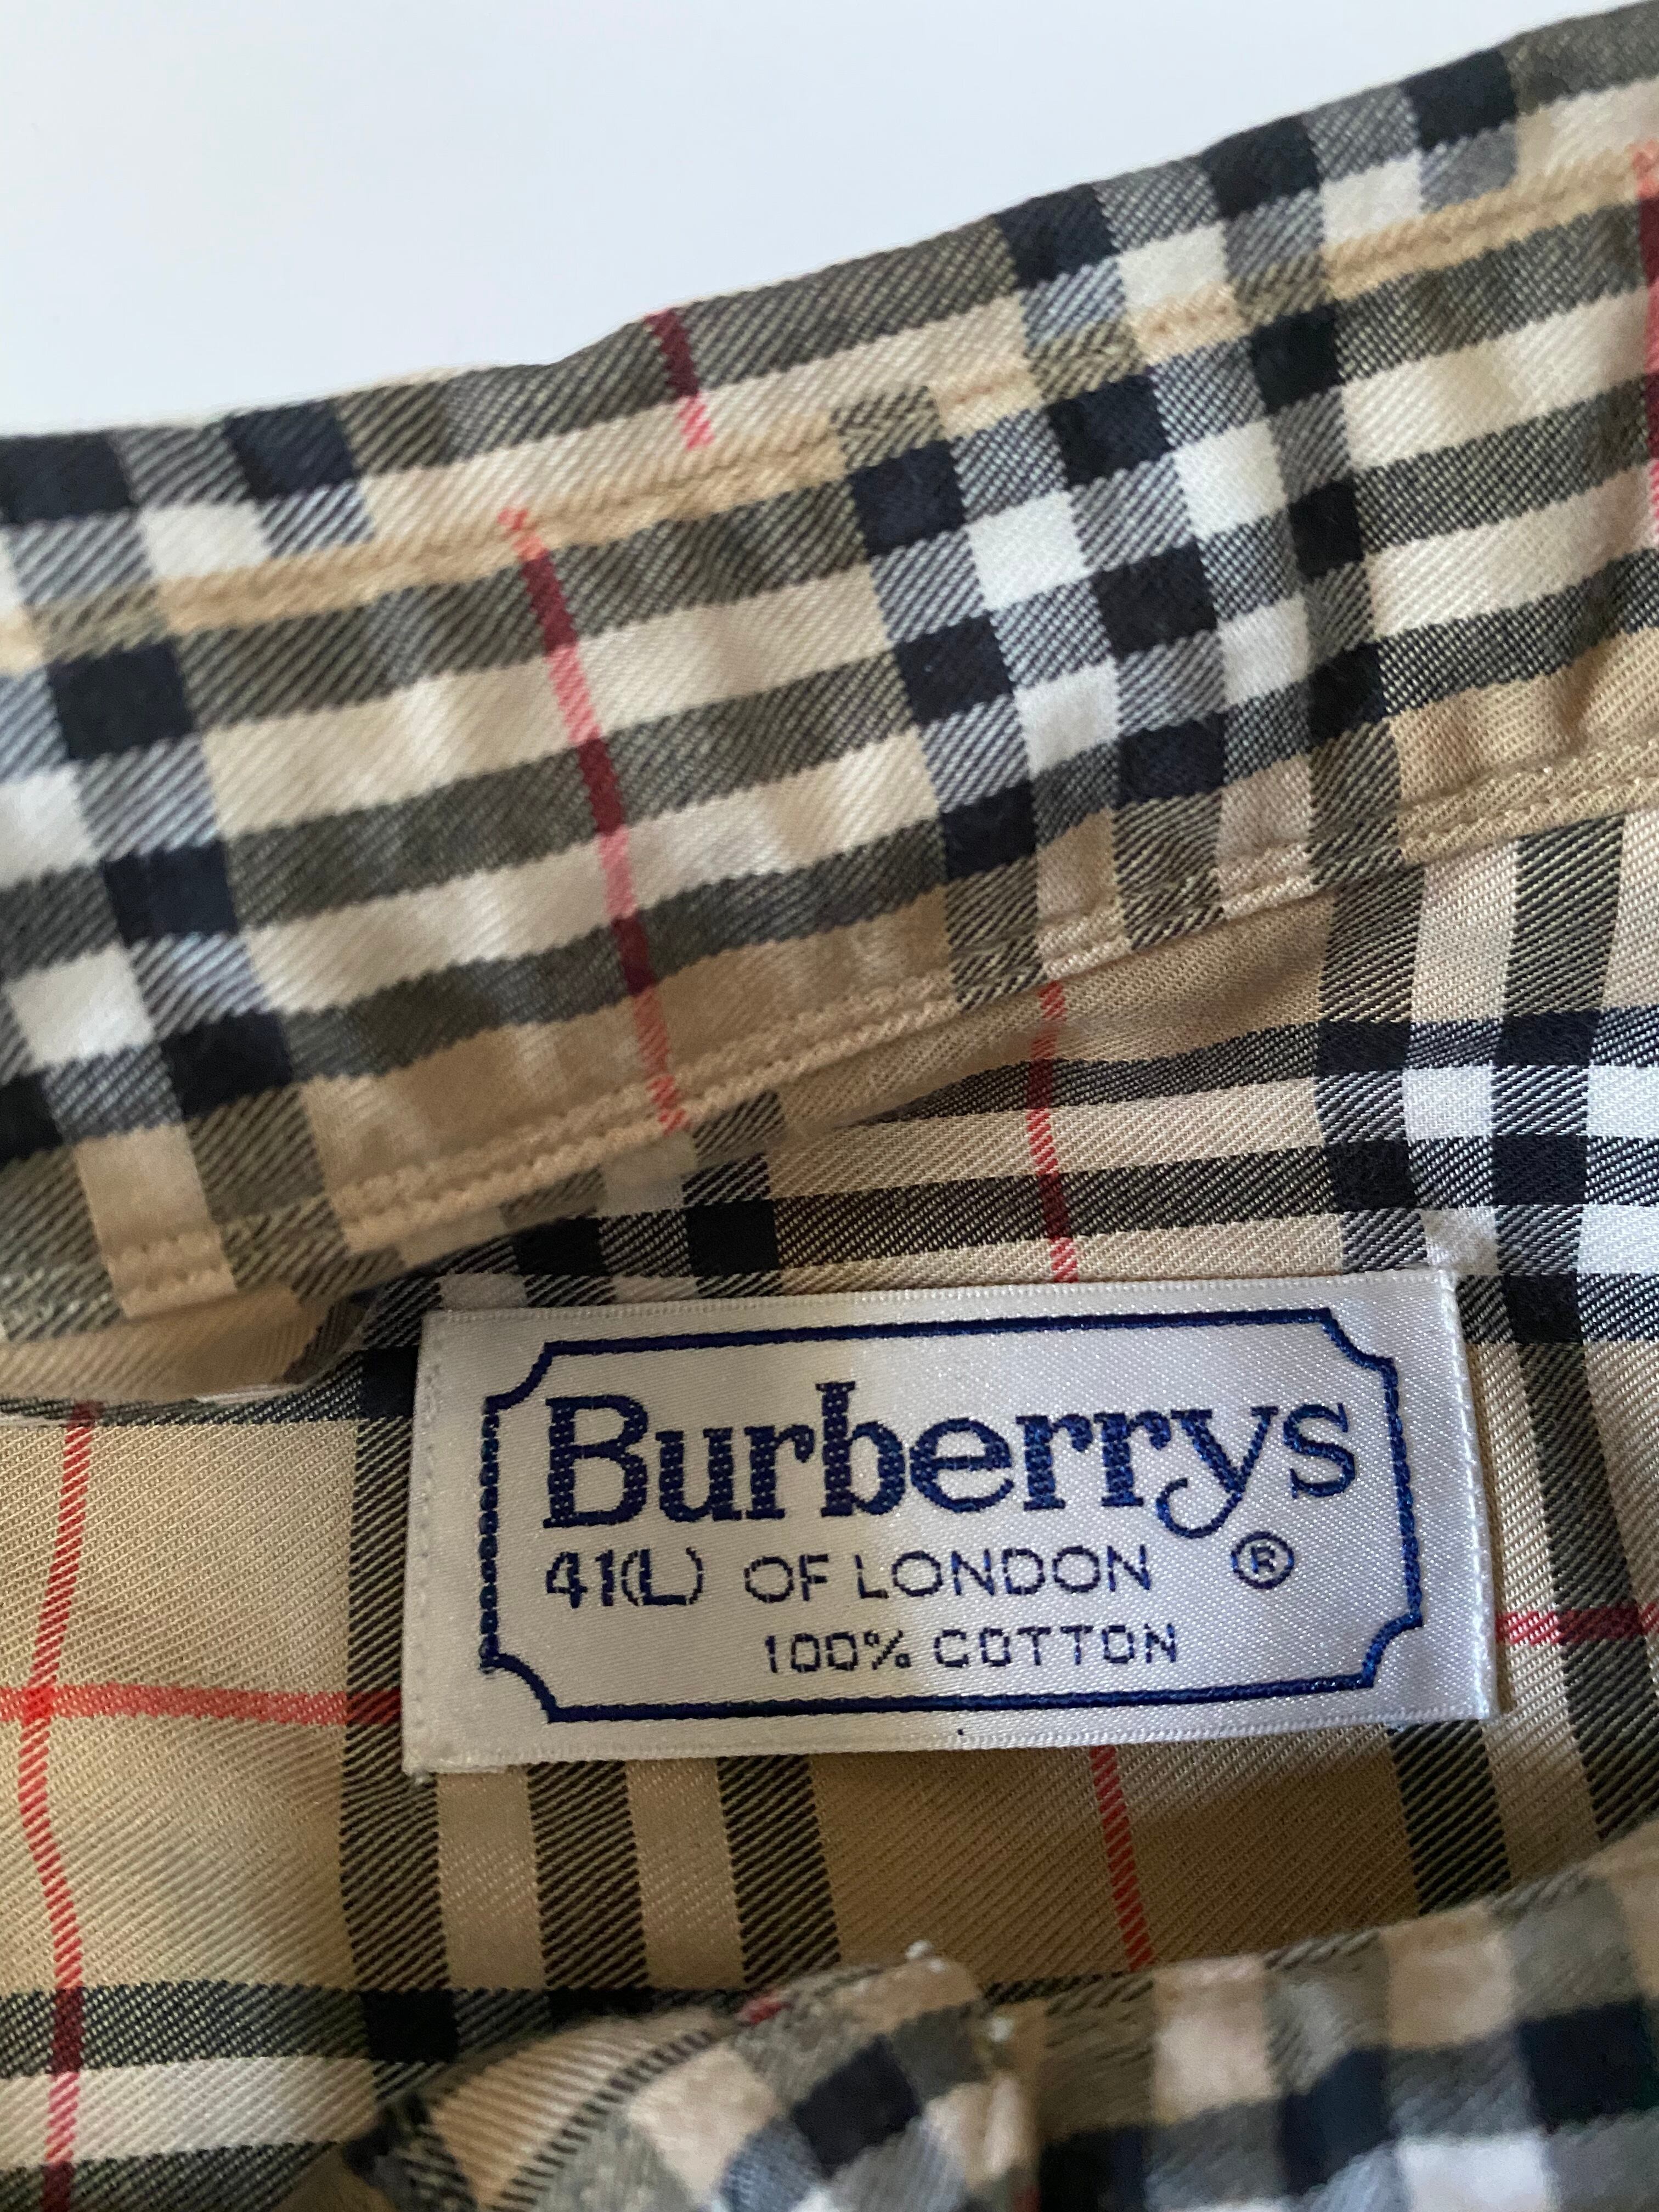 Burberrys
41(L) OF LONDON ®
100% COTTON